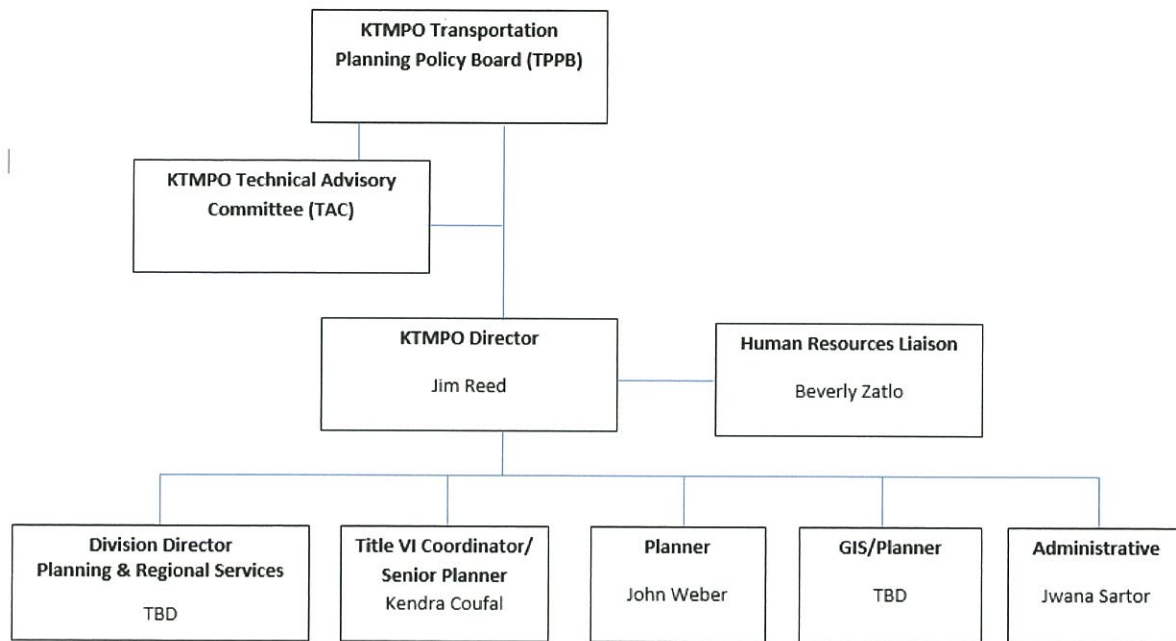 KTMPO Transportation
Planning Policy Board (TPPB)
KTMPO Technical Advisory
Committee (TAC)
KTMPO Director
Jim Reed
Human Resources Liaison
Beverly Zatlo
Division Director
Planning & Regional Services
TBD
Title VI Coordinator/
Senior Planner
Kendra Coufal
Planner
John Weber
GIS/Planner
TBD
Administrative
Jwana Sartor